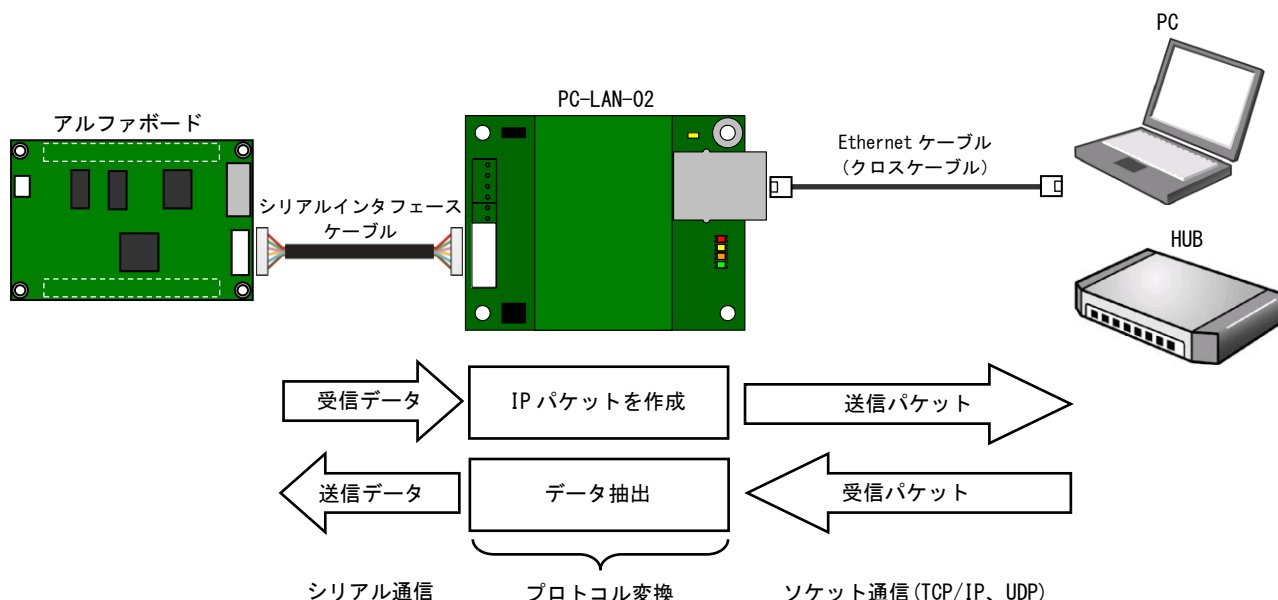 PC
PC-LAN-02
アルファボード
Ethernet ケーブル
(クロスケーブル)
シリアルインタフェース
ケーブル
HUB
受信データ
IP パケットを作成
送信パケット
送信データ
データ抽出
受信パケット
シリアル通信
プロトコル変換
ソケット通信(TCP/IP、UDP)